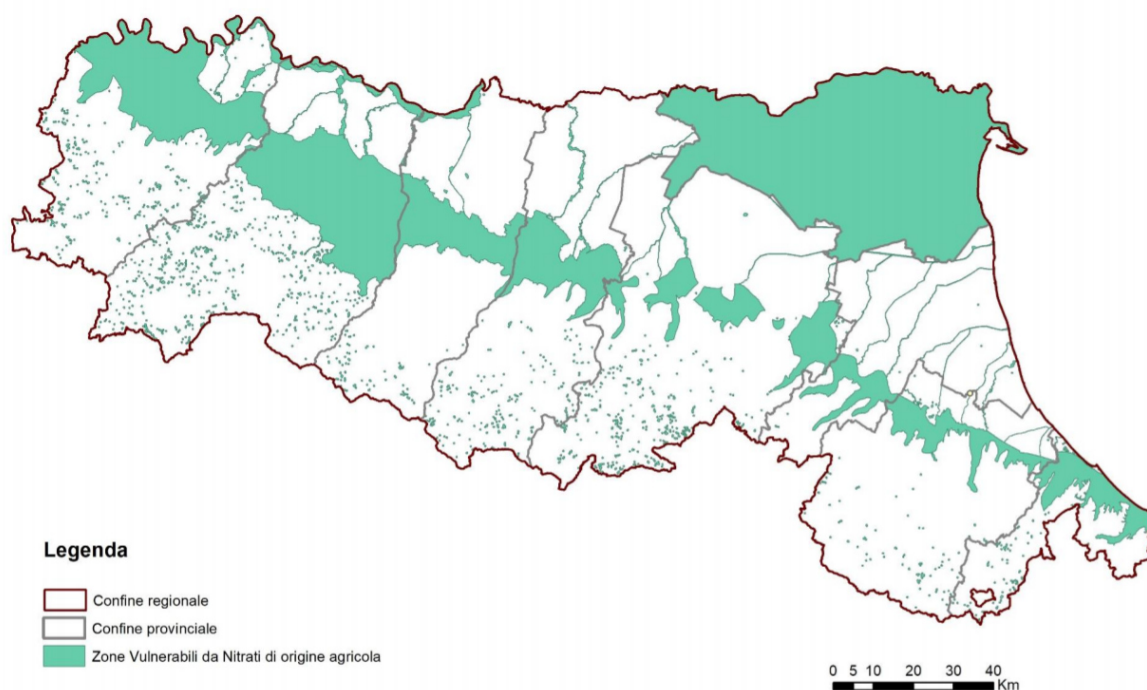 Legenda
Confine regionale
Confine provinciale
Zone Vulnerabili da Nitrati di origine agricola
0 5 10 20 30 40
Km